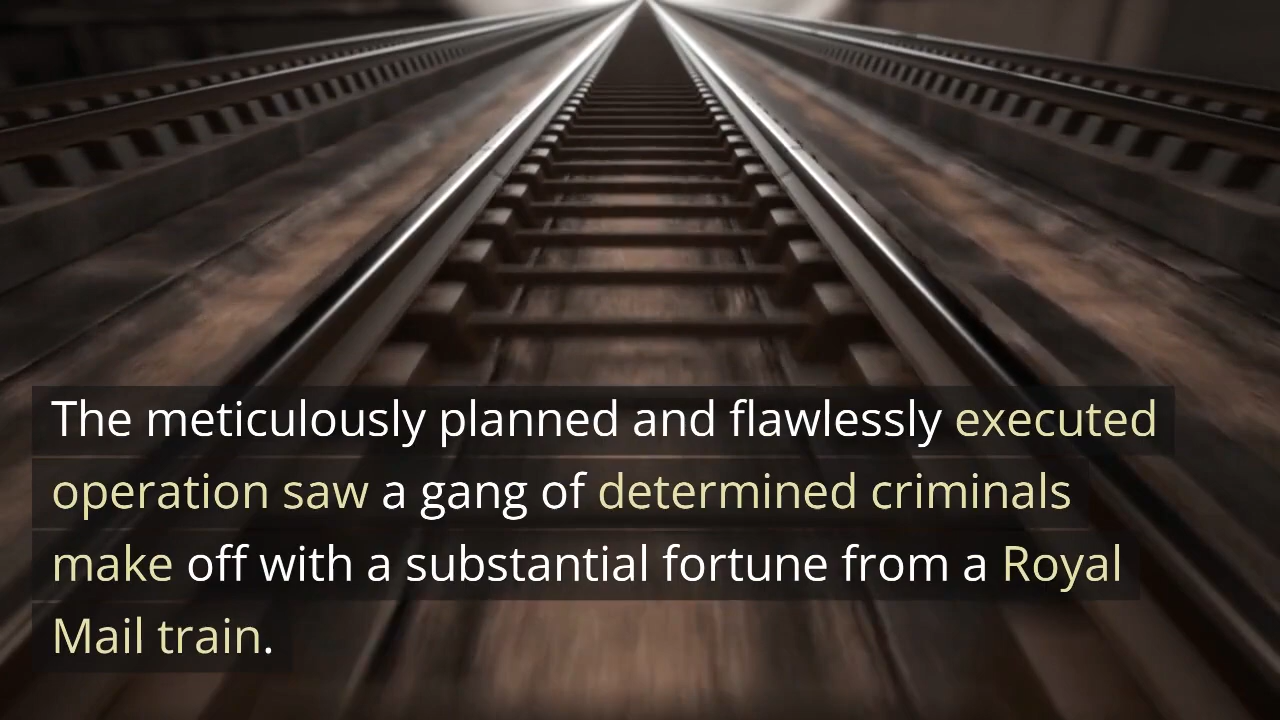 The meticulously planned and flawlessly executed
operation saw a gang of determined criminals
make off with a substantial fortune from a Royal
Mail train.